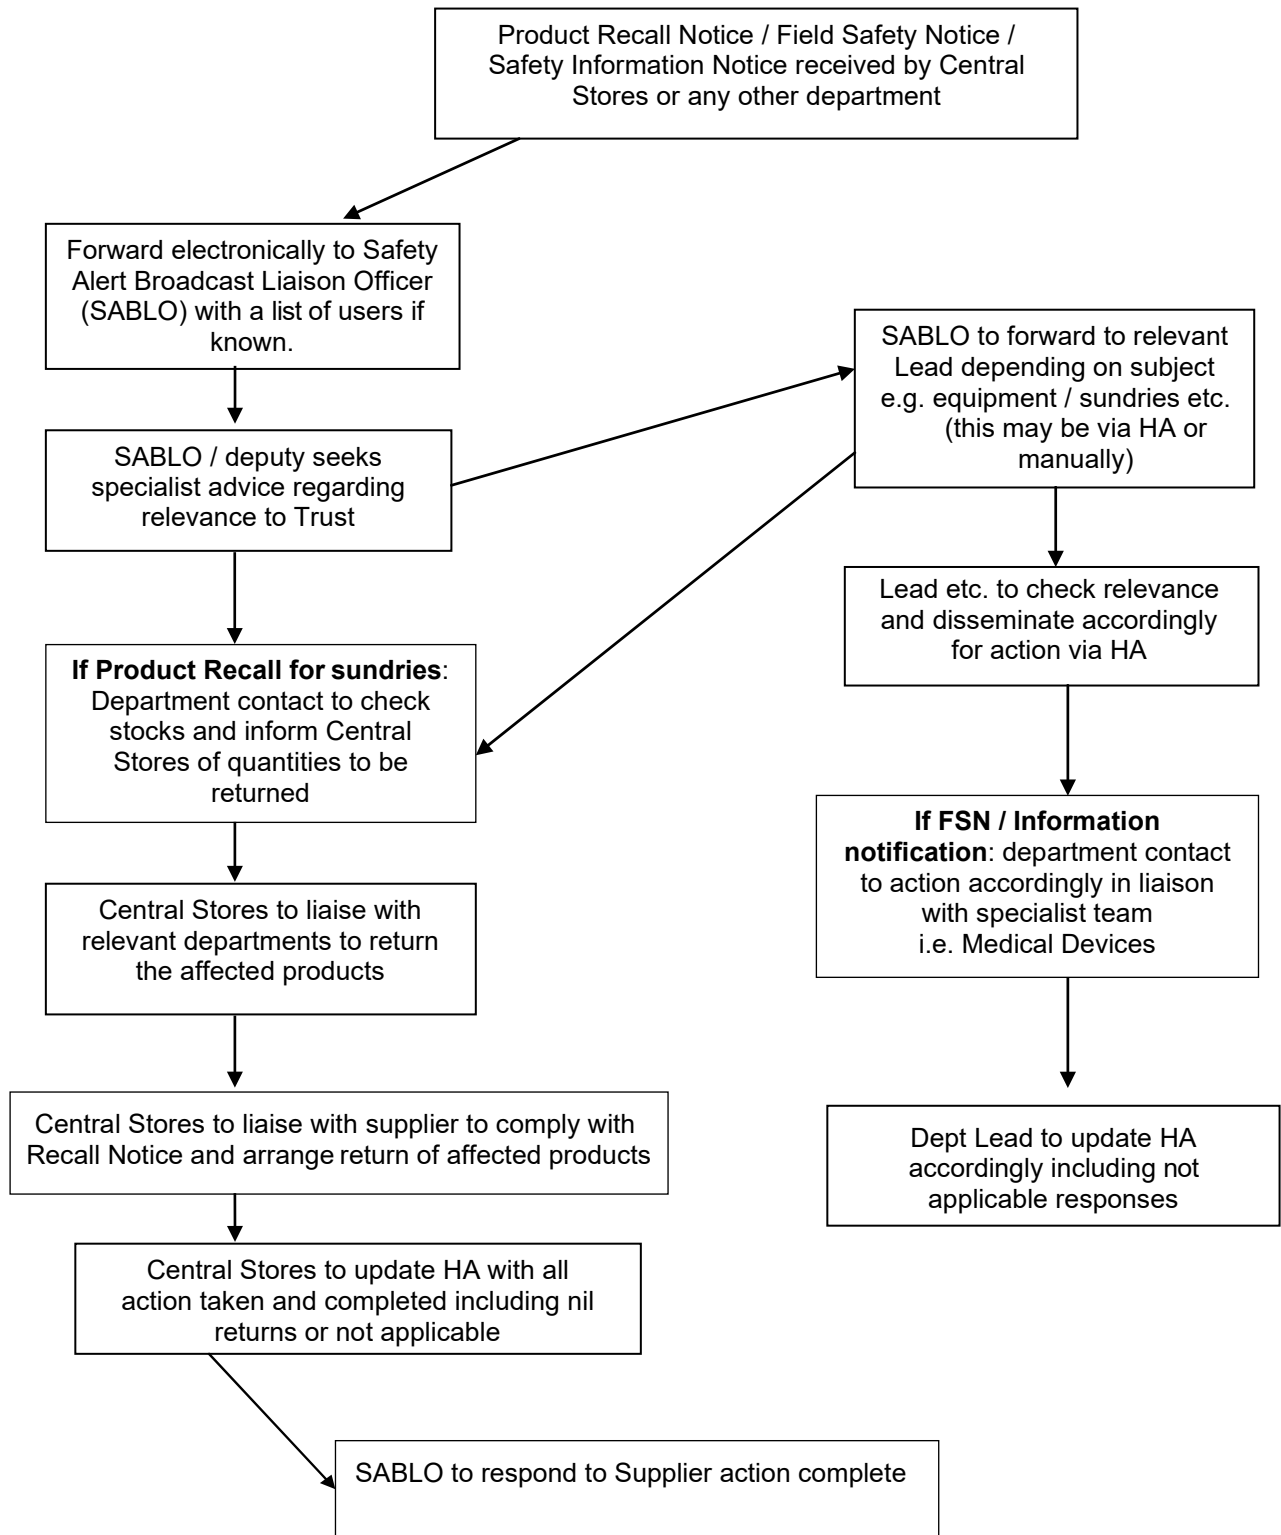 Product Recall Notice / Field Safety Notice /
Safety Information Notice received by Central
Stores or any other department
Forward electronically to Safety
Alert Broadcast Liaison Officer
(SABLO) with a list of users if
known.
SABLO to forward to relevant
Lead depending on subject
e.g. equipment / sundries etc.
(this may be via HA or
manually)
SABLO / deputy seeks
specialist advice regarding
relevance to Trust
Lead etc. to check relevance
and disseminate accordingly
for action via HA
If Product Recall for sundries:
Department contact to check
stocks and inform Central
Stores of quantities to be
returned
If FSN / Information
notification: department contact
to action accordingly in liaison
with specialist team
i.e. Medical Devices
Central Stores to liaise with
relevant departments to return
the affected products
Central Stores to liaise with supplier to comply with
Recall Notice and arrange return of affected products
Dept Lead to update HA
accordingly including not
applicable responses
Central Stores to update HA with all
action taken and completed including nil
returns or not applicable
SABLO to respond to Supplier action complete